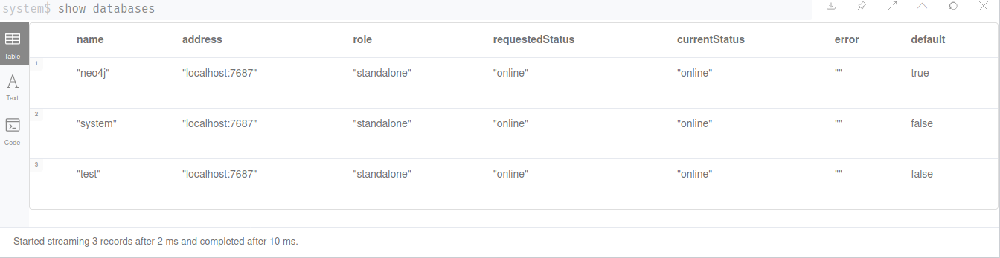 system$ show databases
name address role requestedStatus currentStatus error default
Table
1
"neo4j" "localhost:7687" "standalone" "online" "online" "" true
Text
2
"system" "localhost:7687" "standalone" "online" "online" "" false
Code
3
"test" "localhost:7687" "standalone" "online" "online" "" false
Started streaming 3 records after 2 ms and completed after 10 ms.